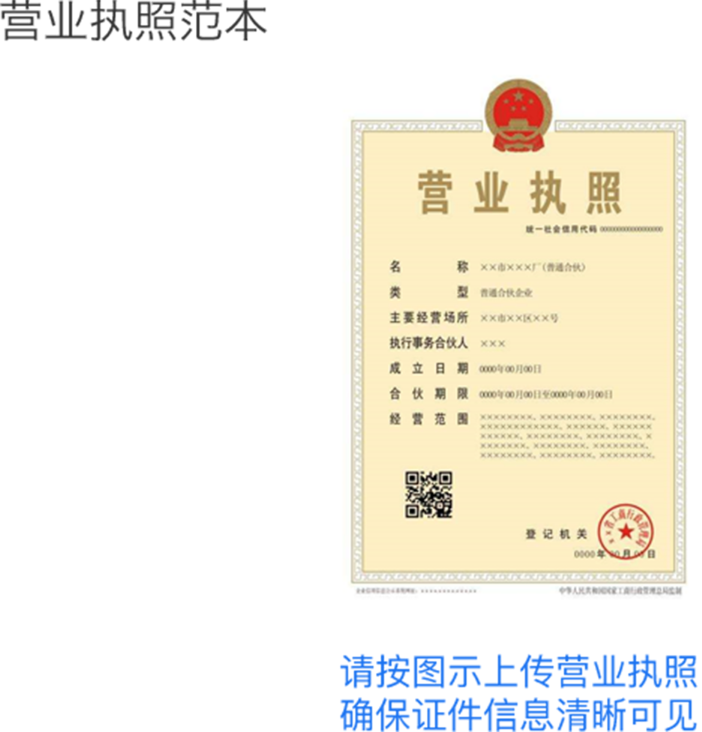 营业执照范本
营业执照
统一社会信用代码 000000000000000000
名称 ××市×××厂(普通合伙)
类型 普通合伙企业
主要经营场所 ××市××区××号
执行事务合伙人 ×××
成立日期 0000年00月00日
合伙期限 0000年00月00日至0000年00月00日
经营范围 ××××××××、××××××××、××××××××、
××××××××××××、××××××、××××××
××××××、××××××××、××××××××、×
××××××××、××××××××、××××××××、
××××××××、××××××××、××××××××。
登记机关
0000年00月00日
中华人民共和国国家工商行政管理总局监制
请按图示上传营业执照
确保证件信息清晰可见